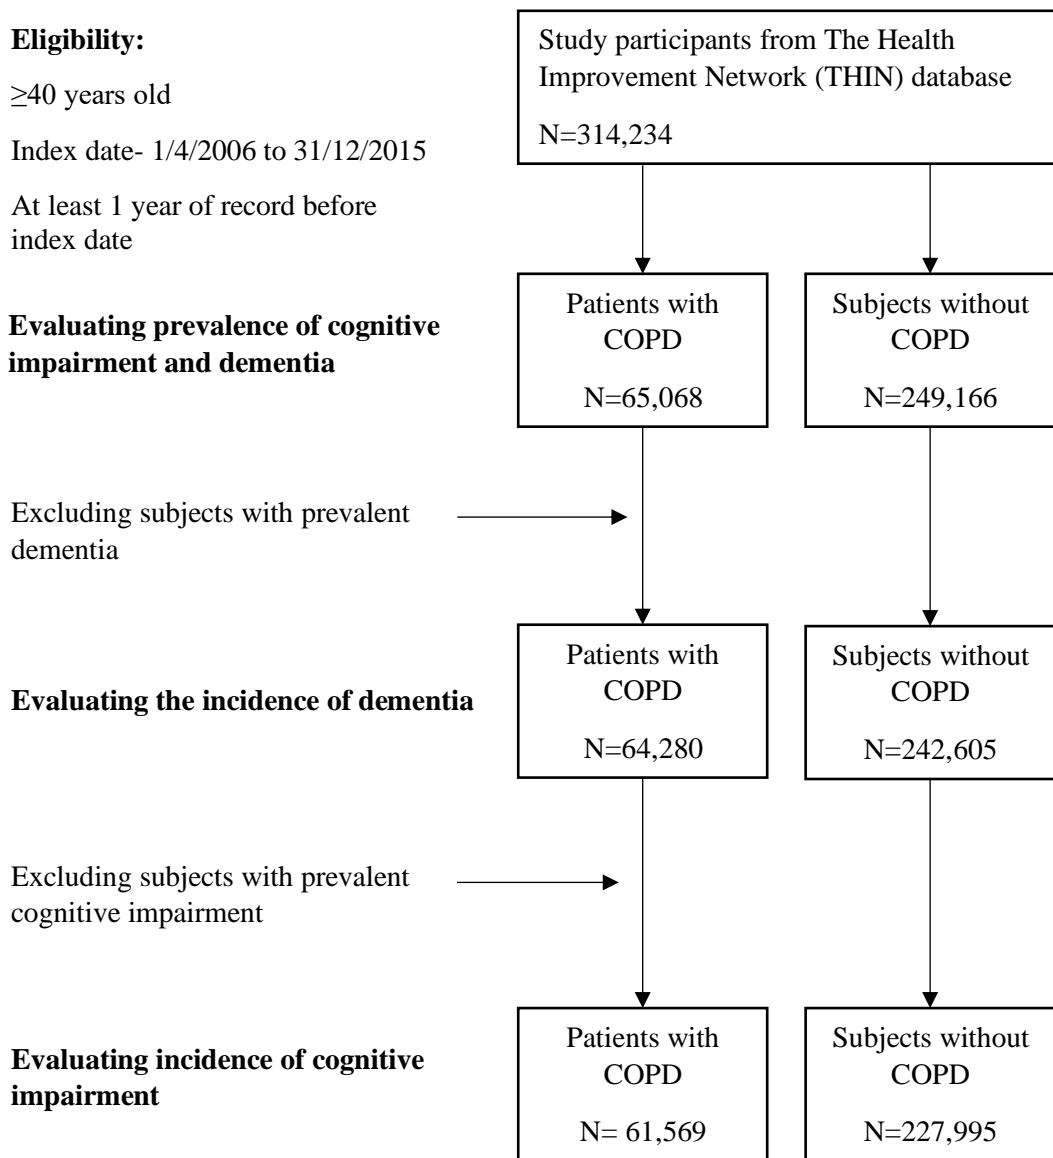 Eligibility:
≥40 years old
Index date- 1/4/2006 to 31/12/2015
At least 1 year of record before
index date
Study participants from The Health
Improvement Network (THIN) database
N=314,234
Evaluating prevalence of cognitive
impairment and dementia
Patients with
COPD
N=65,068
Subjects without
COPD
N=249,166
Excluding subjects with prevalent
dementia
Evaluating the incidence of dementia
Patients with
COPD
N=64,280
Subjects without
COPD
N=242,605
Excluding subjects with prevalent
cognitive impairment
Evaluating incidence of cognitive
impairment
Patients with
COPD
N= 61,569
Subjects without
COPD
N=227,995